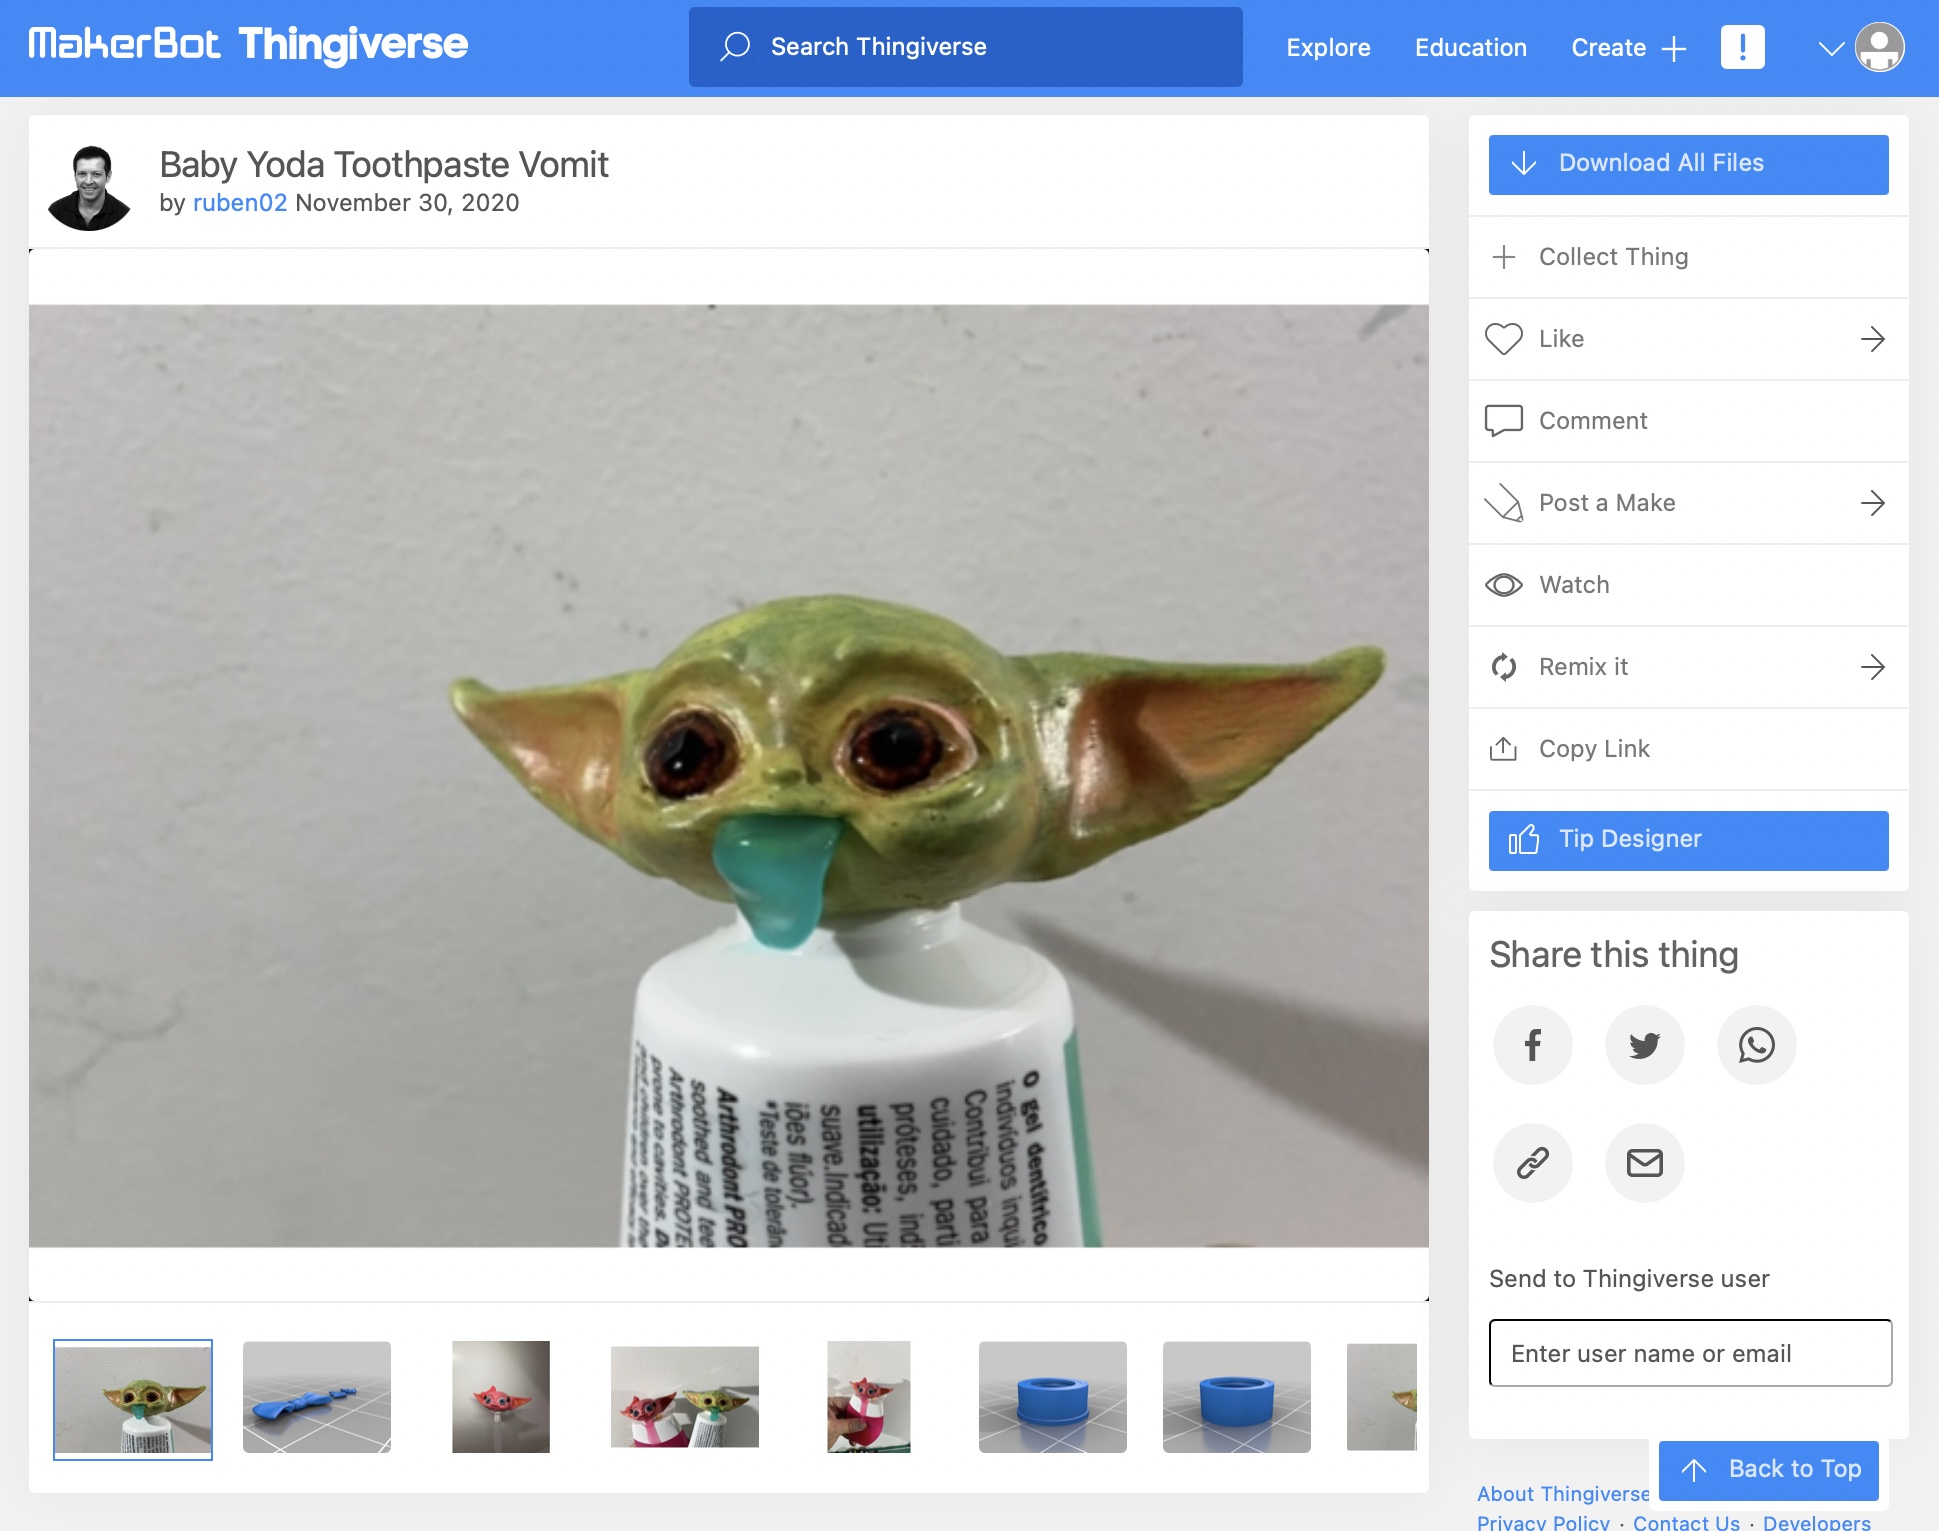 MakerBot Thingiverse
Search Thingiverse
Explore
Education
Create
Baby Yoda Toothpaste Vomit
by ruben02 November 30, 2020
O gel dentífrico
indivíduos inqui
Contribui para
cuidado, parti
próteses, ind
utilização: Uti
suave.Indicad
iões flúor).
*Teste de tolerân
Arthrodont PRO
soothed and tee
Arthrodont PROTE
prone to cavities. D
Download All Files
Collect Thing
Like
Comment
Post a Make
Watch
Remix it
Copy Link
Tip Designer
Share this thing
Send to Thingiverse user
Enter user name or email
Back to Top
About Thingiverse
Privacy Policy · Contact Us · Developers